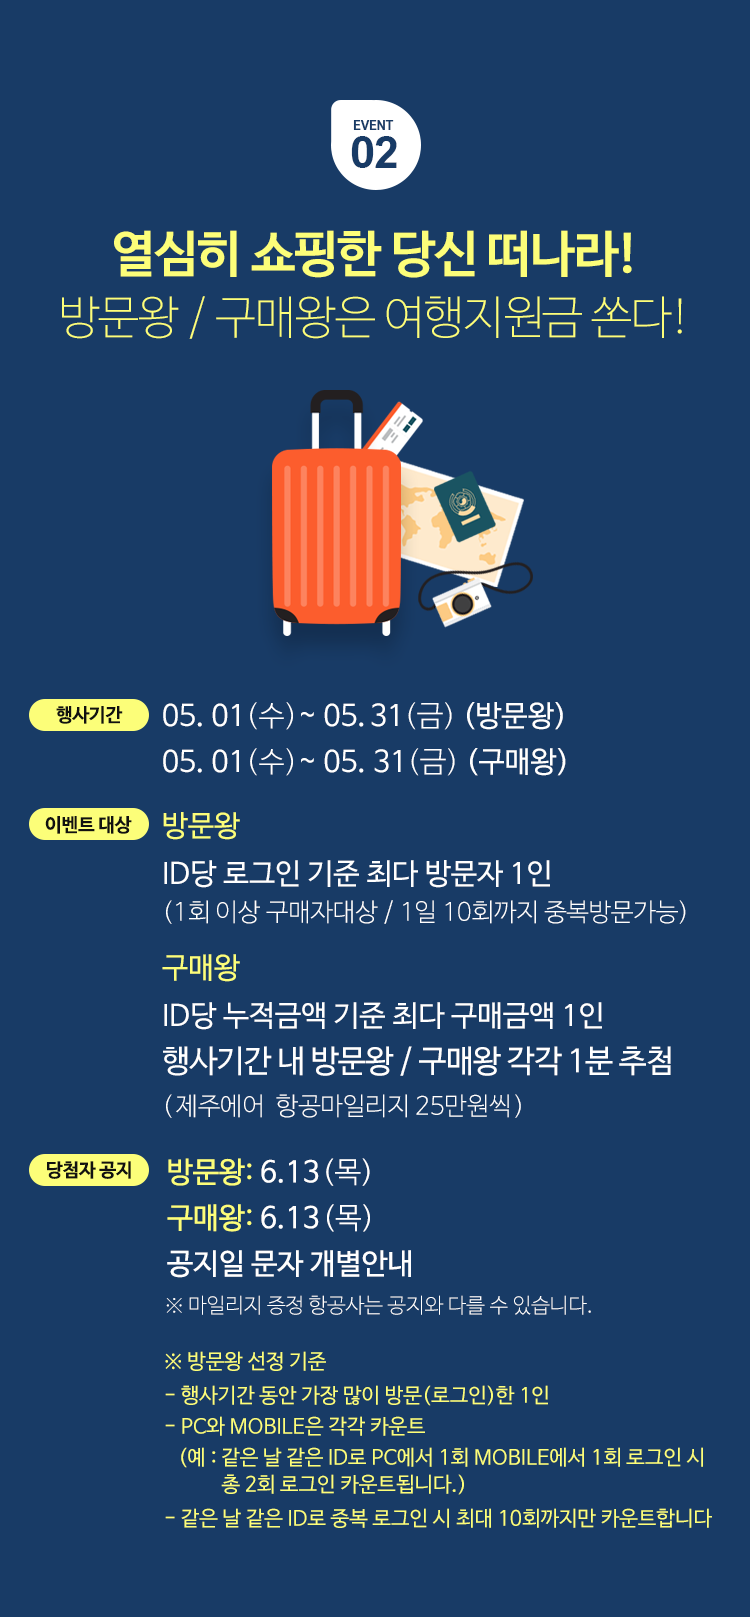 EVENT
02
열심히 쇼핑한 당신 떠나라!
방문왕 / 구매왕은 여행지원금 쏜다!
행사기간 05. 01(수) ~ 05. 31(금) (방문왕)
05. 01(수) ~ 05. 31(금) (구매왕)
이벤트 대상 방문왕
ID당 로그인 기준 최다 방문자 1인
(1회 이상 구매자대상 / 1일 10회까지 중복방문가능)
구매왕
ID당 누적금액 기준 최다 구매금액 1인
행사기간 내 방문왕 / 구매왕 각각 1분 추첨
(제주에어 항공마일리지 25만원씩)
당첨자 공지 방문왕: 6.13(목)
구매왕: 6.13(목)
공지일 문자 개별안내
※ 마일리지 증정 항공사는 공지와 다를 수 있습니다.
※ 방문왕 선정 기준
- 행사기간 동안 가장 많이 방문(로그인)한 1인
- PC와 MOBILE은 각각 카운트
(예 : 같은 날 같은 ID로 PC에서 1회 MOBILE에서 1회 로그인 시
총 2회 로그인 카운트됩니다.)
- 같은 날 같은 ID로 중복 로그인 시 최대 10회까지만 카운트합니다